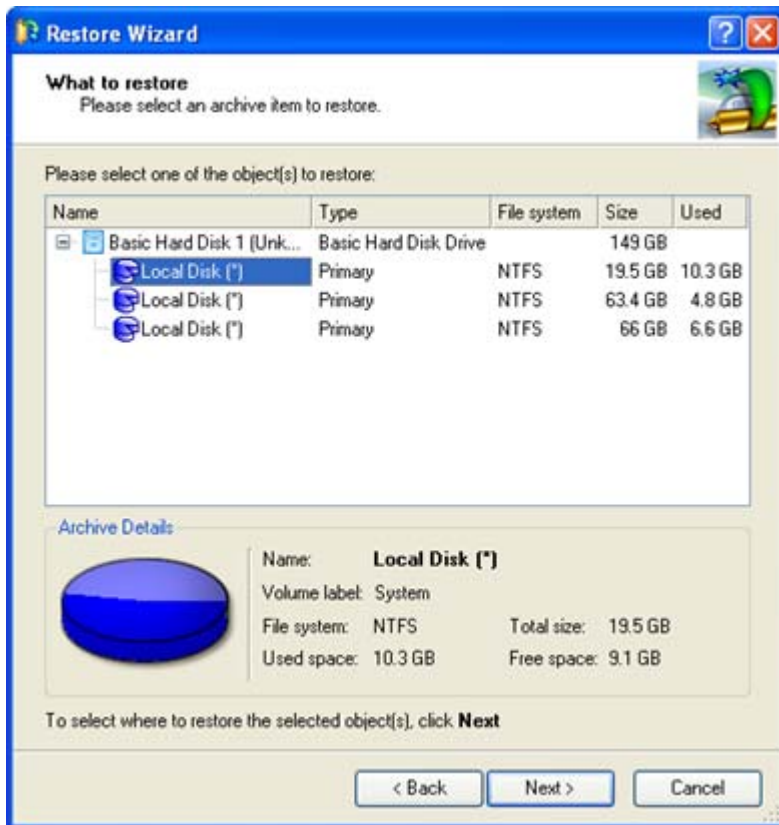 Restore Wizard
What to restore
Please select an archive item to restore.
Please select one of the object(s) to restore:
Name Type File system Size Used
Basic Hard Disk 1 (Unk... Basic Hard Disk Drive 149 GB
Local Disk (*) Primary NTFS 19.5 GB 10.3 GB
Local Disk (*) Primary NTFS 63.4 GB 4.8 GB
Local Disk (*) Primary NTFS 66 GB 6.6 GB
Archive Details
Name: Local Disk (*)
Volume label: System
File system: NTFS Total size: 19.5 GB
Used space: 10.3 GB Free space: 9.1 GB
To select where to restore the selected object(s), click Next
< Back Next > Cancel